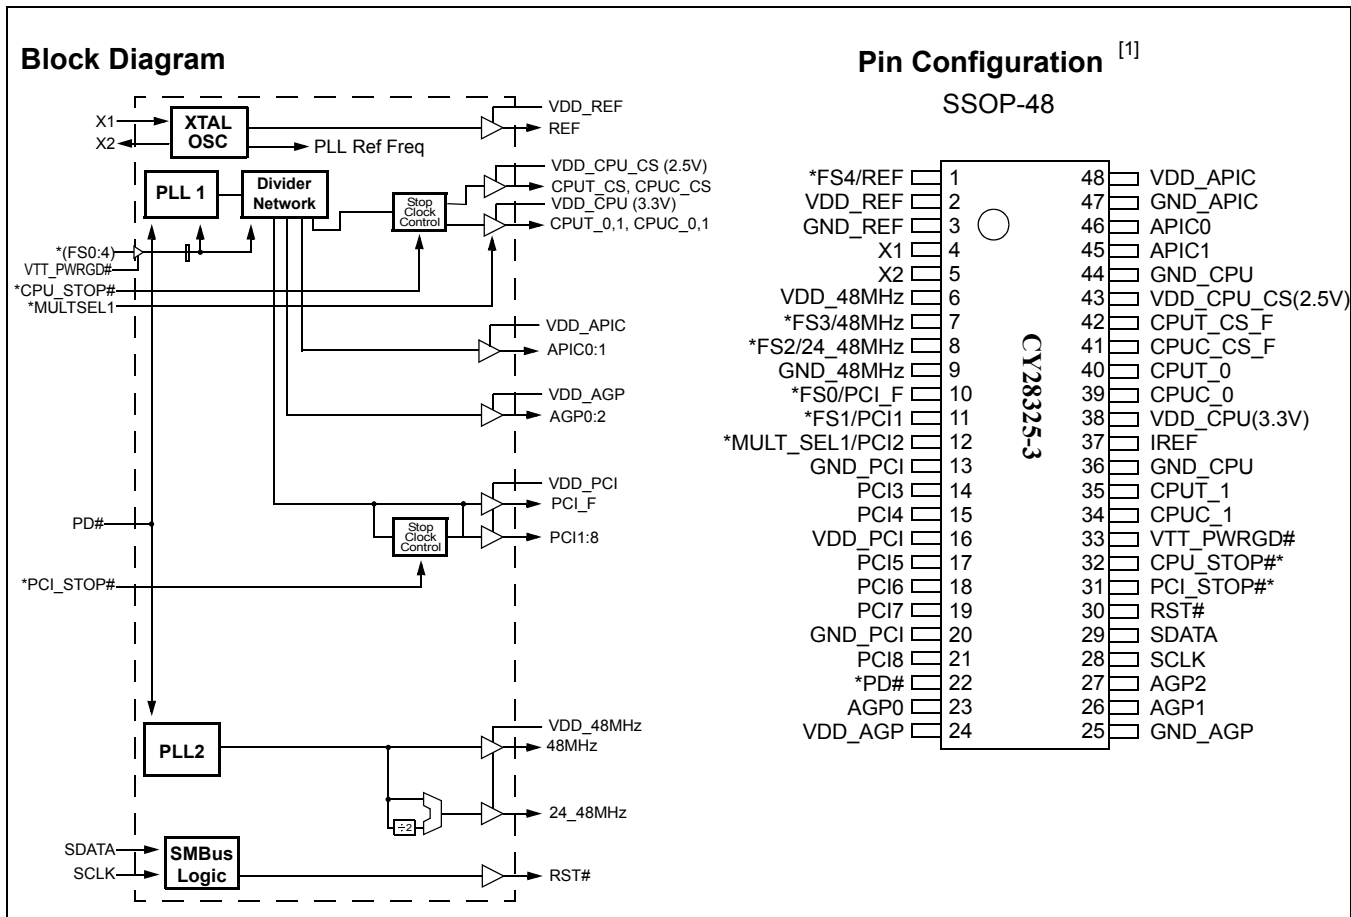 Block Diagram
X1
X2
XTAL
OSC
PLL Ref Freq
VDD_REF
REF
PLL 1
Divider
Network
Stop
Clock
Control
VDD_CPU_CS (2.5V)
CPUT_CS, CPUC_CS
VDD_CPU (3.3V)
CPUT_0,1, CPUC_0,1
*(FS0:4)
VTT_PWRGD#
*CPU_STOP#
*MULTSEL1
VDD_APIC
APIC0:1
VDD_AGP
AGP0:2
VDD_PCI
PCI_F
Stop
Clock
Control
PCI1:8
PD#
*PCI_STOP#
PLL2
VDD_48MHz
48MHz
÷2
24_48MHz
SDATA
SCLK
SMBus
Logic
RST#
Pin Configuration [1]
SSOP-48
CY28325-3
*FS4/REF 1 48 VDD_APIC
VDD_REF 2 47 GND_APIC
GND_REF 3 46 APIC0
X1 4 45 APIC1
X2 5 44 GND_CPU
VDD_48MHz 6 43 VDD_CPU_CS(2.5V)
*FS3/48MHz 7 42 CPUT_CS_F
*FS2/24_48MHz 8 41 CPUC_CS_F
GND_48MHz 9 40 CPUT_0
*FS0/PCI_F 10 39 CPUC_0
*FS1/PCI1 11 38 VDD_CPU(3.3V)
*MULT_SEL1/PCI2 12 37 IREF
GND_PCI 13 36 GND_CPU
PCI3 14 35 CPUT_1
PCI4 15 34 CPUC_1
VDD_PCI 16 33 VTT_PWRGD#
PCI5 17 32 CPU_STOP#*
PCI6 18 31 PCI_STOP#*
PCI7 19 30 RST#
GND_PCI 20 29 SDATA
PCI8 21 28 SCLK
*PD# 22 27 AGP2
AGP0 23 26 AGP1
VDD_AGP 24 25 GND_AGP